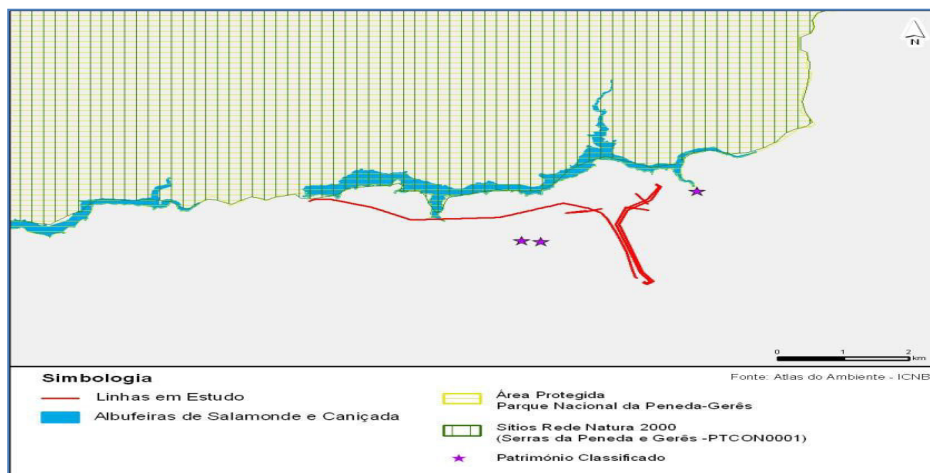 N
0 1 2
km
Simbologia
Fonte: Atlas do Ambiente - ICNB
Linhas em Estudo
Albufeiras de Salamonde e Caniçada
Área Protegida
Parque Nacional da Peneda-Gerês
Sítios Rede Natura 2000
(Serras da Peneda e Gerês -PTCON0001)
Património Classificado